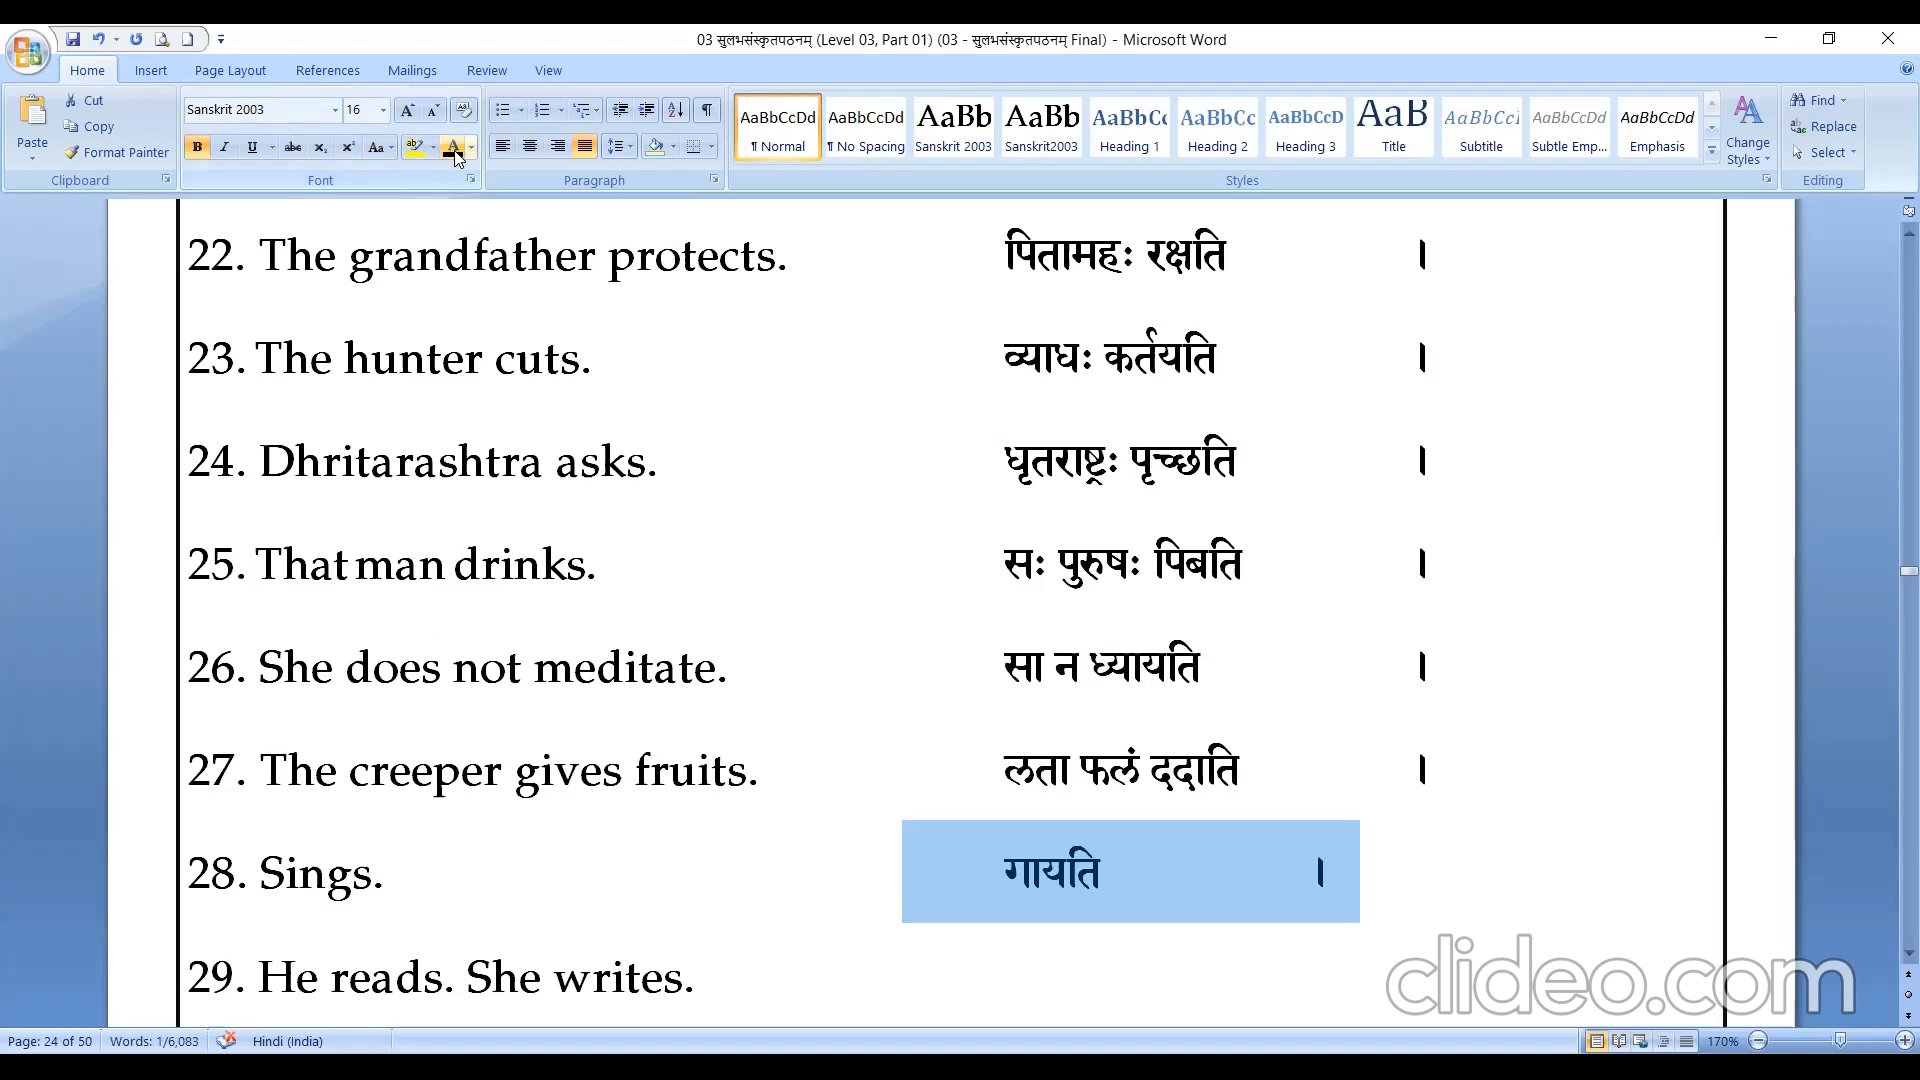 03 सुलभसंस्कृतपठनम् (Level 03, Part 01) (03 - सुलभसंस्कृतपठनम् Final) - Microsoft Word
Home Insert Page Layout References Mailings Review View
Paste Cut Copy Format Painter Clipboard
Sanskrit 2003 16 Font
Paragraph
AaBbCcDd AaBbCcDd AaBb AaBb AaBbCc AaBbCc AaBbCcD AaB AaBbCcl AaBbCcDd AaBbCcDd
¶ Normal ¶ No Spacing Sanskrit 2003 Sanskrit2003 Heading 1 Heading 2 Heading 3 Title Subtitle Subtle Emp... Emphasis
Styles
Change Styles
Find Replace Select Editing
22. The grandfather protects. पितामहः रक्षति ।
23. The hunter cuts. व्याधः कर्तयति ।
24. Dhritarashtra asks. धृतराष्ट्रः पृच्छति ।
25. That man drinks. सः पुरुषः पिबति ।
26. She does not meditate. सा न ध्यायति ।
27. The creeper gives fruits. लता फलं ददाति ।
28. Sings. गायति ।
29. He reads. She writes.
clideo.com
Page: 24 of 50 Words: 1/6,083 Hindi (India) 170%